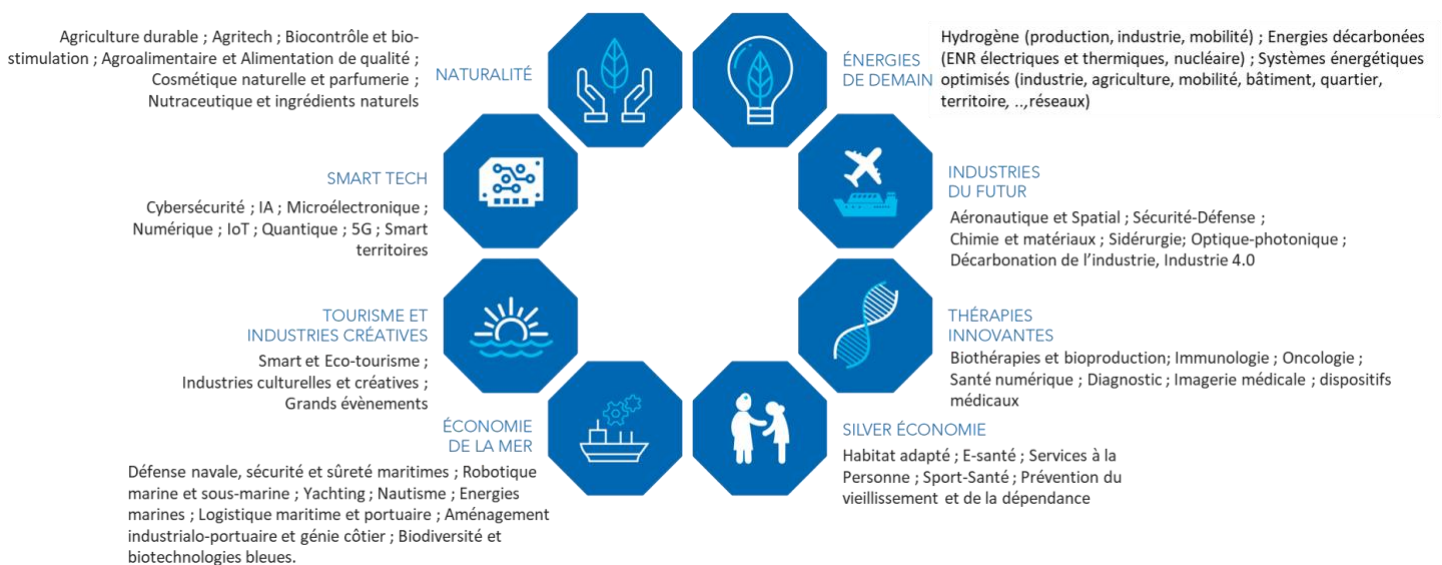 Agriculture durable ; Agritech ; Biocontrôle et bio-
stimulation ; Agroalimentaire et Alimentation de qualité ;
Cosmétique naturelle et parfumerie ;
Nutraceutique et ingrédients naturels
NATURALITÉ
ÉNERGIES
DE DEMAIN
Hydrogène (production, industrie, mobilité) ; Energies décarbonées
(ENR électriques et thermiques, nucléaire) ; Systèmes énergétiques
optimisés (industrie, agriculture, mobilité, bâtiment, quartier,
territoire, ..,réseaux)
SMART TECH
Cybersécurité ; IA ; Microélectronique ;
Numérique ; IoT ; Quantique ; 5G ; Smart
territoires
INDUSTRIES
DU FUTUR
Aéronautique et Spatial ; Sécurité-Défense ;
Chimie et matériaux ; Sidérurgie; Optique-photonique ;
Décarbonation de l’industrie, Industrie 4.0
TOURISME ET
INDUSTRIES CRÉATIVES
Smart et Eco-tourisme ;
Industries culturelles et créatives ;
Grands évènements
THÉRAPIES
INNOVANTES
Biothérapies et bioproduction; Immunologie ; Oncologie ;
Santé numérique ; Diagnostic ; Imagerie médicale ; dispositifs
médicaux
ÉCONOMIE
DE LA MER
Défense navale, sécurité et sûreté maritimes ; Robotique
marine et sous-marine ; Yachting ; Nautisme ; Energies
marines ; Logistique maritime et portuaire ; Aménagement
industrialo-portuaire et génie côtier ; Biodiversité et
biotechnologies bleues.
SILVER ÉCONOMIE
Habitat adapté ; E-santé ; Services à la
Personne ; Sport-Santé ; Prévention du
vieillissement et de la dépendance